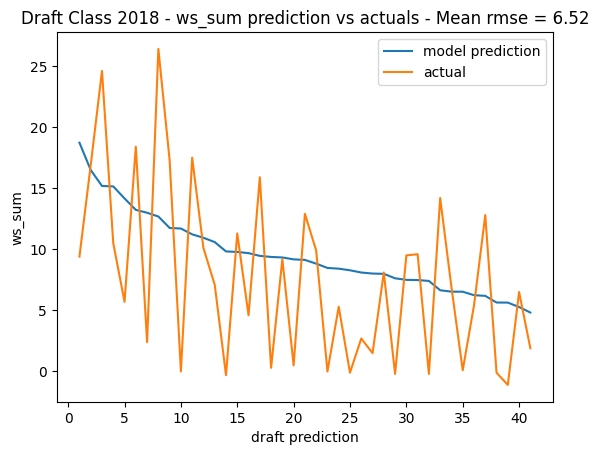 Draft Class 2018 - ws_sum prediction vs actuals - Mean rmse = 6.52
model prediction
actual
25
20
15
10
5
0
ws_sum
0 5 10 15 20 25 30 35 40
draft prediction